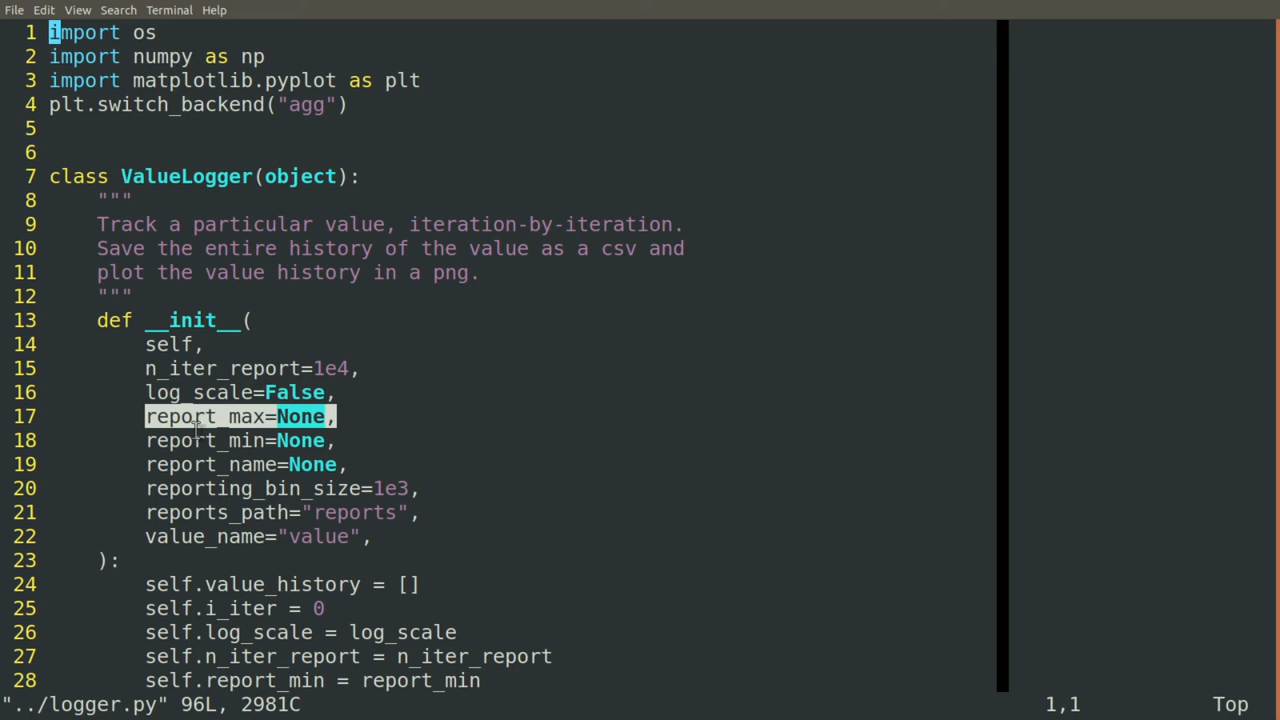 File Edit View Search Terminal Help
1 import os
2 import numpy as np
3 import matplotlib.pyplot as plt
4 plt.switch_backend("agg")
5
6
7 class ValueLogger(object):
8     """
9     Track a particular value, iteration-by-iteration.
10     Save the entire history of the value as a csv and
11     plot the value history in a png.
12     """
13     def __init__(
14         self,
15         n_iter_report=1e4,
16         log_scale=False,
17         report_max=None,
18         report_min=None,
19         report_name=None,
20         reporting_bin_size=1e3,
21         reports_path="reports",
22         value_name="value",
23     ):
24         self.value_history = []
25         self.i_iter = 0
26         self.log_scale = log_scale
27         self.n_iter_report = n_iter_report
28         self.report_min = report_min
"../logger.py" 96L, 2981C 1,1 Top